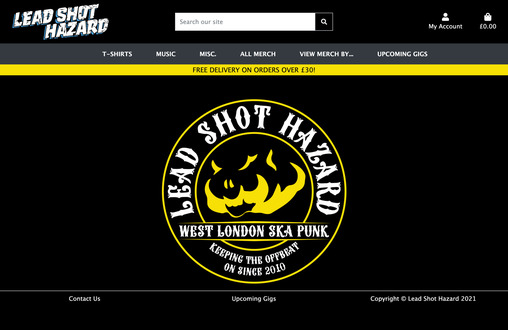 LEAD SHOT
HAZARD
Search our site
My Account
£0.00
T-SHIRTS
MUSIC
MISC.
ALL MERCH
VIEW MERCH BY...
UPCOMING GIGS
FREE DELIVERY ON ORDERS OVER £30!
LEAD SHOT HAZARD
WEST LONDON SKA PUNK
KEEPING THE OFFBEAT
ON SINCE 2010
Contact Us
Upcoming Gigs
Copyright © Lead Shot Hazard 2021